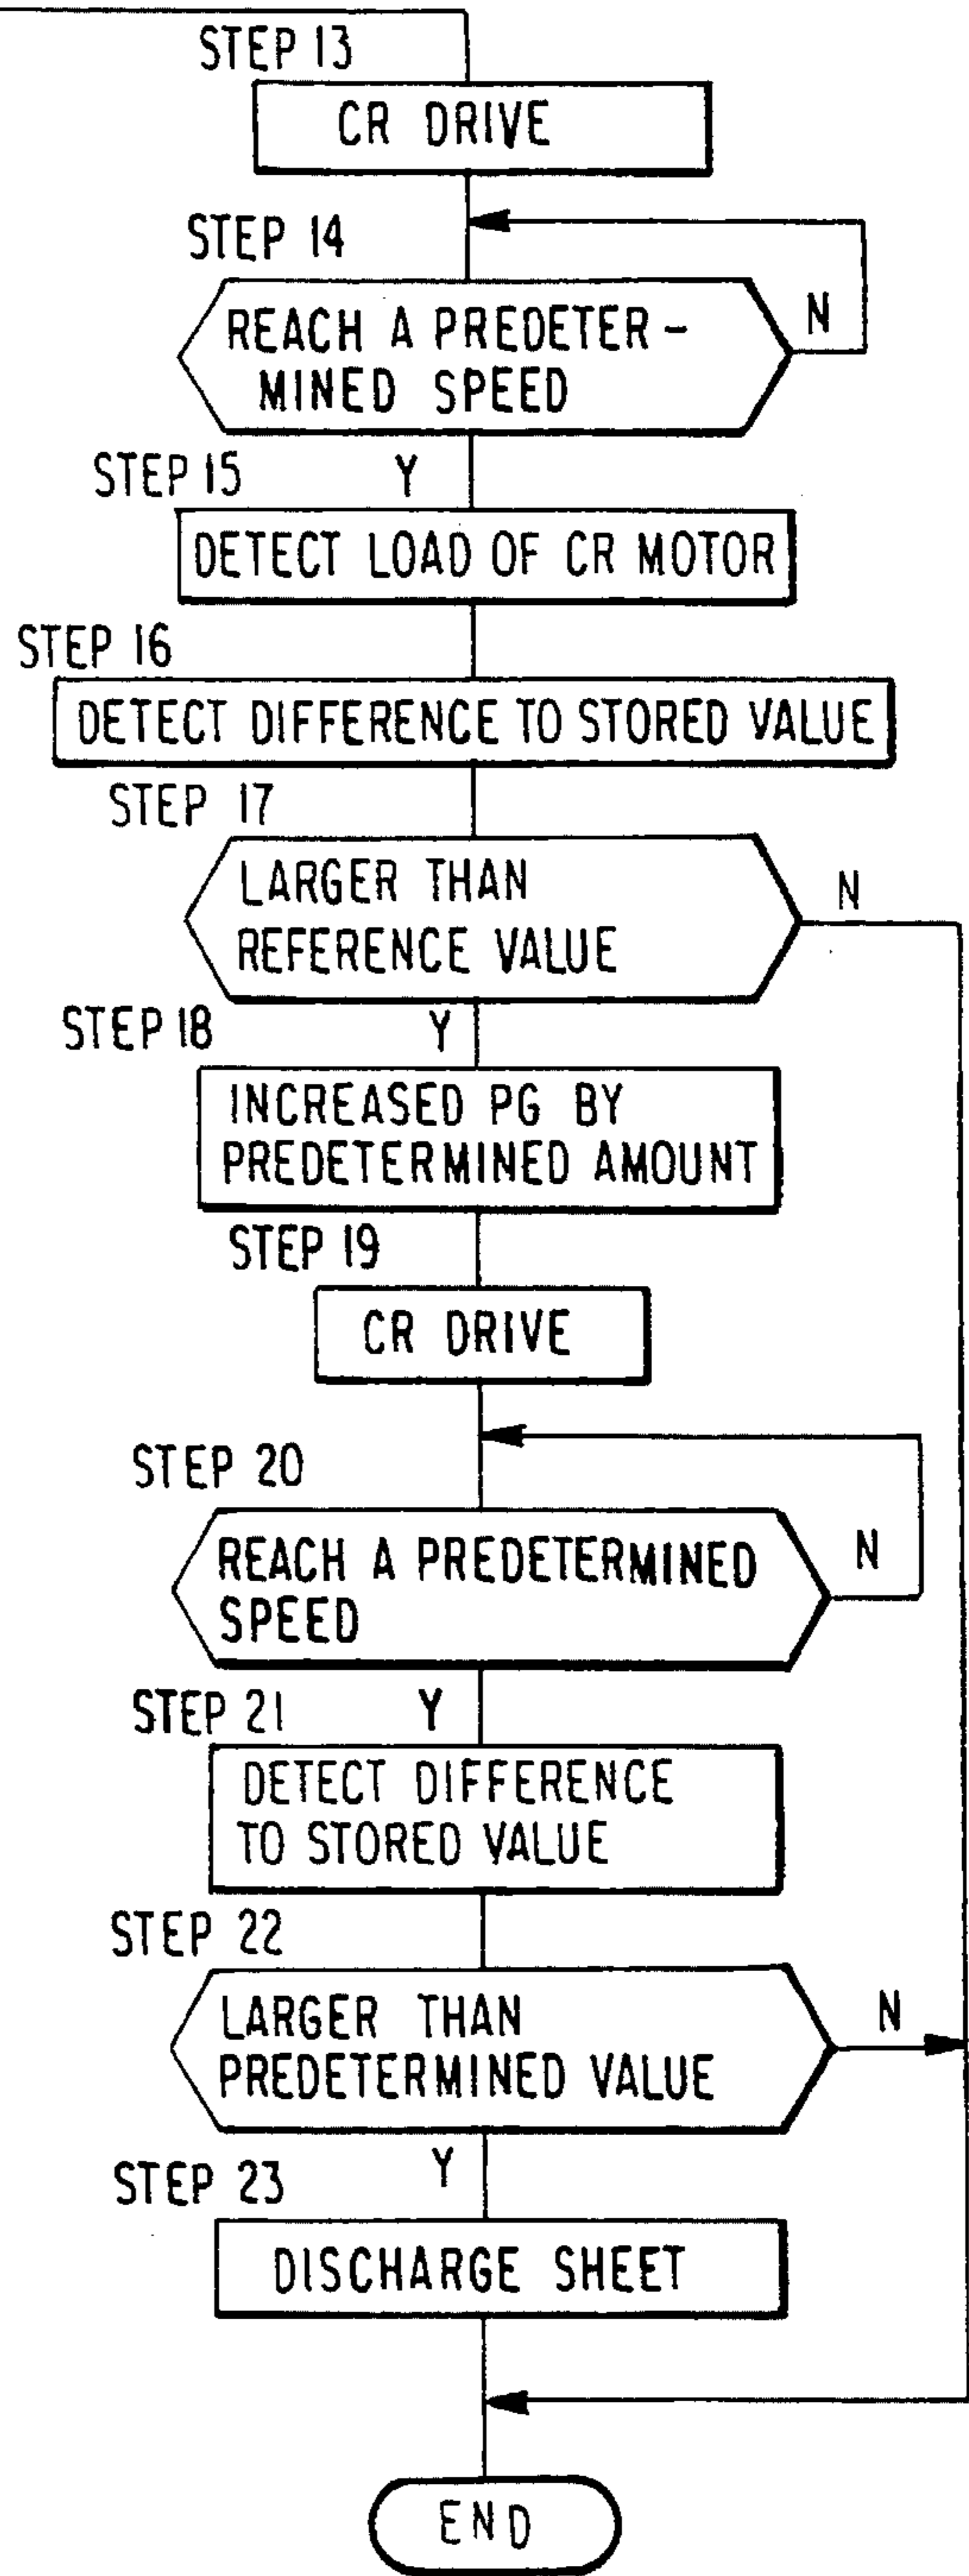 STEP 13
CR DRIVE
STEP 14
REACH A PREDETER-
MINED SPEED
N
STEP 15
Y
DETECT LOAD OF CR MOTOR
STEP 16
DETECT DIFFERENCE TO STORED VALUE
STEP 17
LARGER THAN
REFERENCE VALUE
N
STEP 18
Y
INCREASED PG BY
PREDETERMINED AMOUNT
STEP 19
CR DRIVE
STEP 20
REACH A PREDETERMINED
SPEED
N
STEP 21
Y
DETECT DIFFERENCE
TO STORED VALUE
STEP 22
LARGER THAN
PREDETERMINED VALUE
N
STEP 23
Y
DISCHARGE SHEET
END